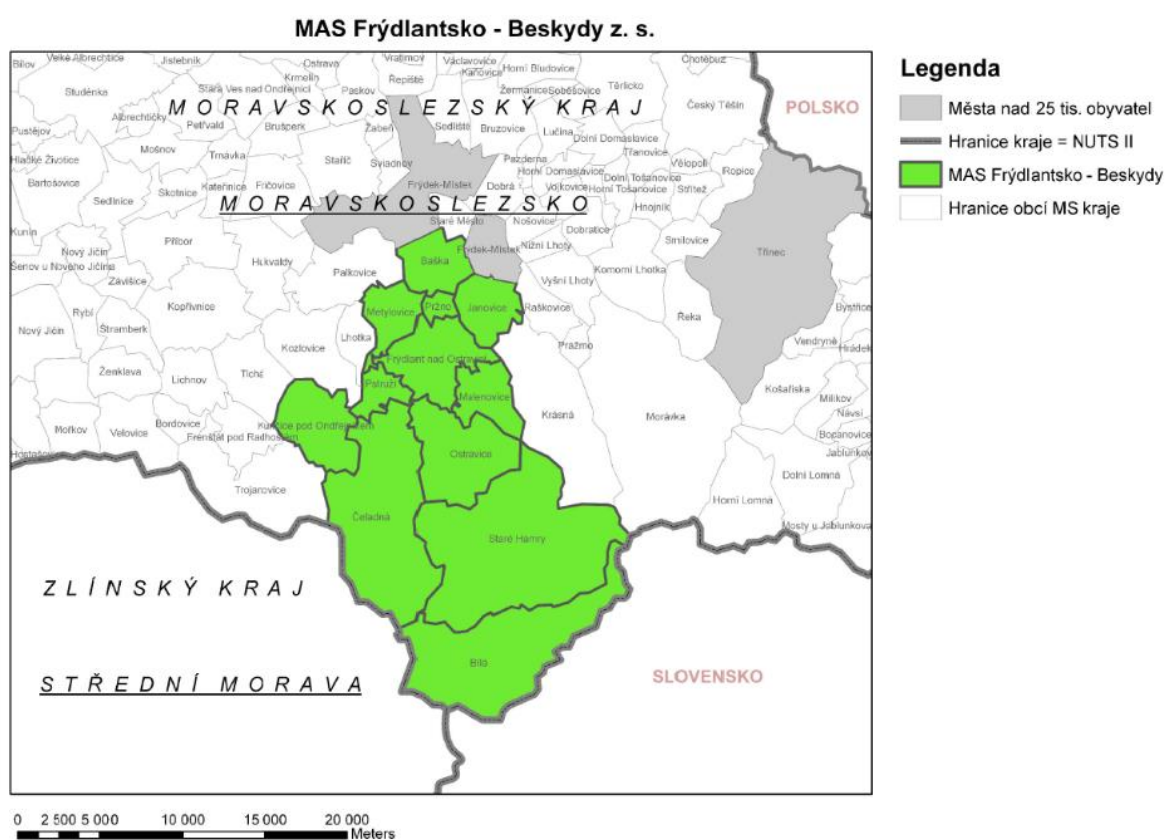 MAS Frýdlantsko - Beskydy z. s.
Bílov
Velké Albrechtice
Jistebník
Ostrava
Vratimov
Václavovice
Kaňovice
Horní Bludovice
Chotěbuz
Studénka
Krmelín
Stará Ves nad Ondřejnicí
Paskov
Řepiště
Žermanice
Soběšovice
Těrlicko
Český Těšín
POLSKO
MORAVSKOSLEZSKÝ KRAJ
Albrechtičky
Petřvald
Brušperk
Žabeň
Sedliště
Bruzovice
Lučina
Pustějov
Mošnov
Trnávka
Staříč
Sviadnov
Dolní Domaslavice
Třanovice
Hladké Životice
Pazderna
Horní Domaslavice
Vělopolí
Ropice
Bartošovice
Skotnice
Kateřinice
Fričovice
Frýdek-Místek
Dobrá
Vojkovice
Dolní Tošanovice
Horní Tošanovice
Střítež
Sedlnice
MORAVSKOSLEZSKO
Hnojník
Kunín
Příbor
Staré Město
Nošovice
Dobratice
Nový Jičín
Hukvaldy
Frýdek-Místek
Nižní Lhoty
Smilovice
Třinec
Šenov u Nového Jičína
Závišice
Palkovice
Baška
Vyšní Lhoty
Komorní Lhotka
Rybí
Kopřivnice
Metylovice
Pržno
Janovice
Raškovice
Řeka
Bystřice
Nový Jičín
Štramberk
Lhotka
Pražmo
Vendryně
Hrádek
Ženklava
Kozlovice
Frýdlant nad Ostravicí
Lichnov
Tichá
Pstruží
Malenovice
Košařiska
Milíkov
Krásná
Morávka
Návsí
Mořkov
Veřovice
Bordovice
Kunčice pod Ondřejníkem
Frenštát pod Radhoštěm
Bocanovice
Jablunkov
Ostravice
Dolní Lomná
Trojanovice
Horní Lomná
Čeladná
Mosty u Jablunkova
Staré Hamry
ZLÍNSKÝ KRAJ
Bílá
STŘEDNÍ MORAVA
SLOVENSKO
Legenda
Města nad 25 tis. obyvatel
Hranice kraje = NUTS II
MAS Frýdlantsko - Beskydy
Hranice obcí MS kraje
0 2 500 5 000 10 000 15 000 20 000
Meters